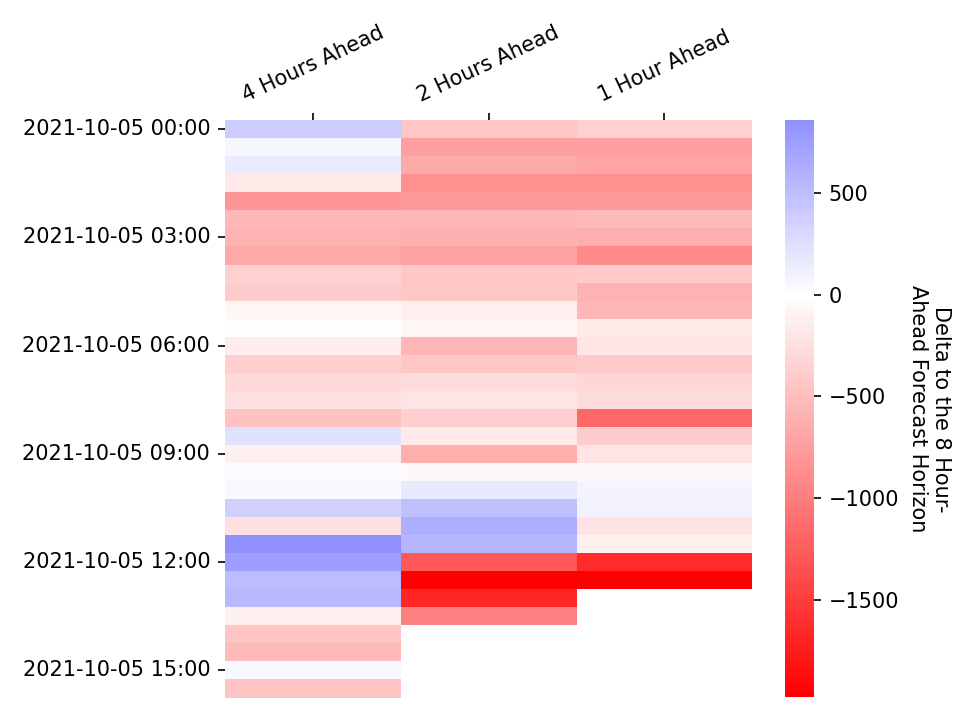 4 Hours Ahead
2 Hours Ahead
1 Hour Ahead
2021-10-05 00:00
2021-10-05 03:00
2021-10-05 06:00
2021-10-05 09:00
2021-10-05 12:00
2021-10-05 15:00
500
0
−500
−1000
−1500
Delta to the 8 Hour-
Ahead Forecast Horizon